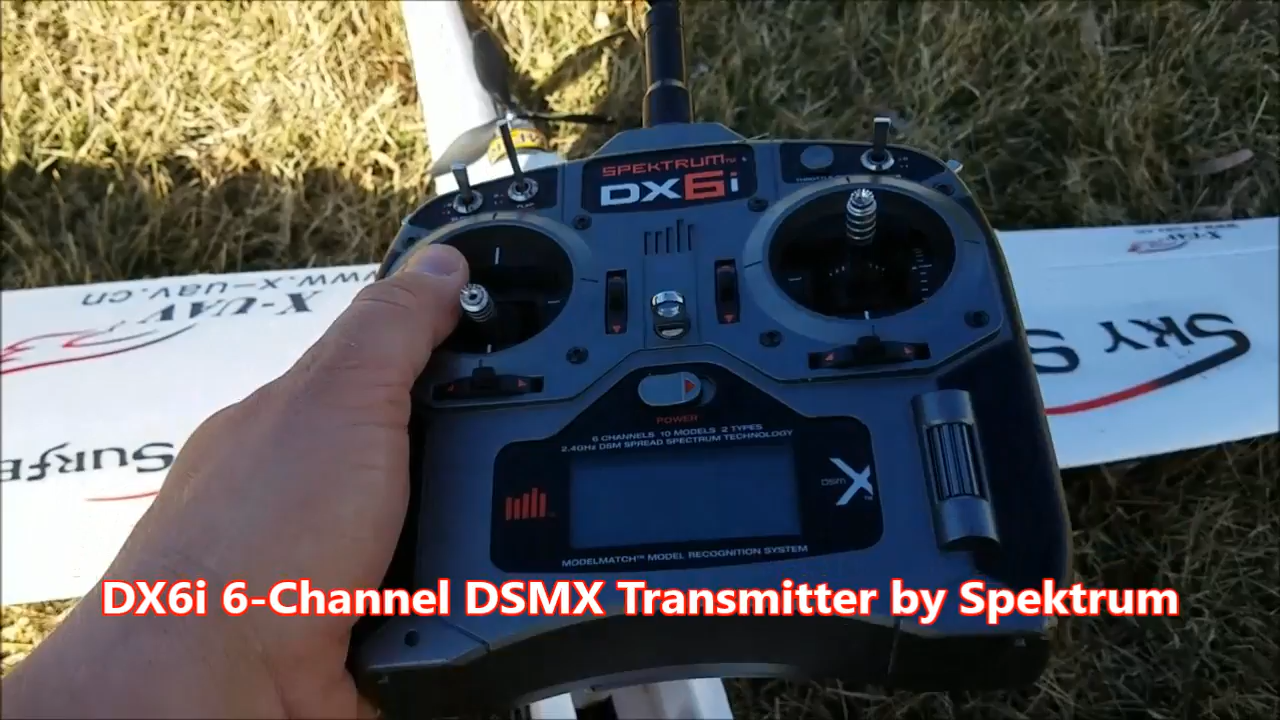 SPEKTRUM
DX6i
www.x-uav.cn
X-UAV
X-UAV
SKY S
SURFE
POWER
6 CHANNELS 10 MODELS 2 TYPES
2.4GHz DSM SPREAD SPECTRUM TECHNOLOGY
DSM X
MODELMATCH™ MODEL RECOGNITION SYSTEM
DX6i 6-Channel DSMX Transmitter by Spektrum